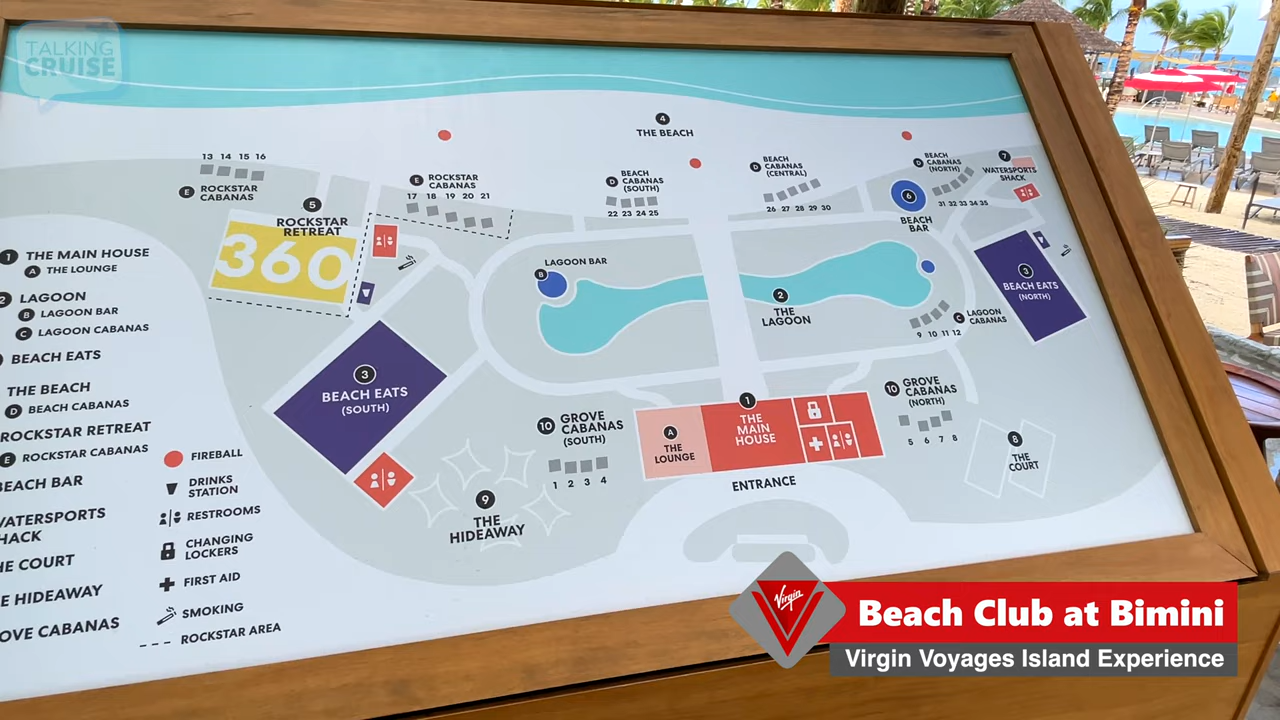 TALKING
CRUISE
4
THE BEACH
13 14 15 16
E ROCKSTAR
CABANAS
E ROCKSTAR
CABANAS
17 18 19 20 21
D BEACH
CABANAS
(SOUTH)
22 23 24 25
D BEACH
CABANAS
(CENTRAL)
26 27 28 29 30
D BEACH
CABANAS
(NORTH)
31 32 33 34 35
7
WATERSPORTS
SHACK
6
BEACH
BAR
5
ROCKSTAR
RETREAT
360
LAGOON BAR
B
2
THE
LAGOON
C LAGOON
CABANAS
9 10 11 12
3
BEACH EATS
(NORTH)
3
BEACH EATS
(SOUTH)
10 GROVE
CABANAS
(SOUTH)
1 2 3 4
A
THE
LOUNGE
1
THE
MAIN
HOUSE
10 GROVE
CABANAS
(NORTH)
5 6 7 8
8
THE
COURT
9
THE
HIDEAWAY
ENTRANCE
1 THE MAIN HOUSE
A THE LOUNGE
2 LAGOON
B LAGOON BAR
C LAGOON CABANAS
BEACH EATS
THE BEACH
D BEACH CABANAS
ROCKSTAR RETREAT
E ROCKSTAR CABANAS
BEACH BAR
WATERSPORTS
HACK
HE COURT
E HIDEAWAY
OVE CABANAS
FIREBALL
DRINKS
STATION
RESTROOMS
CHANGING
LOCKERS
FIRST AID
SMOKING
ROCKSTAR AREA
Virgin
Beach Club at Bimini
Virgin Voyages Island Experience